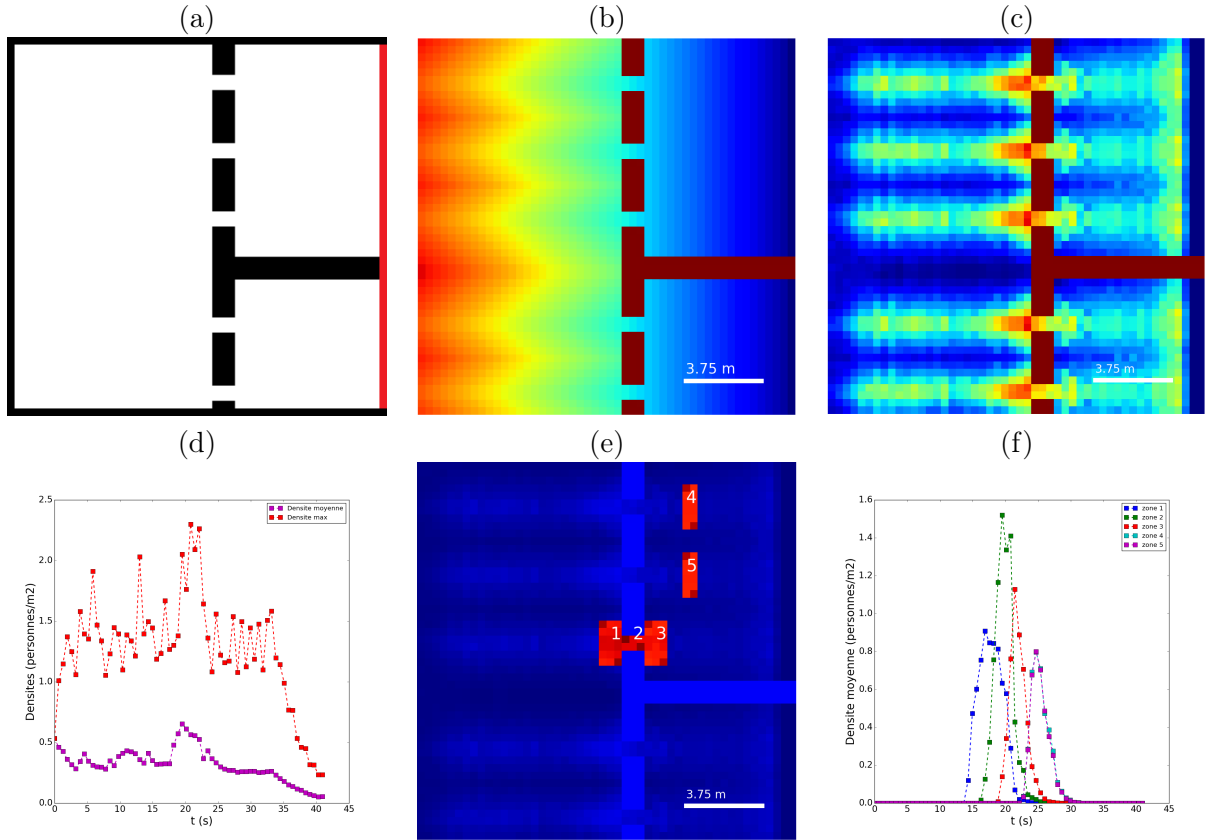 (a)
(b)
(c)
3.75 m
3.75 m
(d)
(e)
(f)
Densites (personnes/m2)
2.5
2.0
1.5
1.0
0.5
0.0
0 5 10 15 20 25 30 35 40 45
t (s)
Densite moyenne
Densite max
4
5
1 2 3
3.75 m
Densite moyenne (personnes/m2)
1.6
1.4
1.2
1.0
0.8
0.6
0.4
0.2
0.0
0 5 10 15 20 25 30 35 40 45
t (s)
zone 1
zone 2
zone 3
zone 4
zone 5